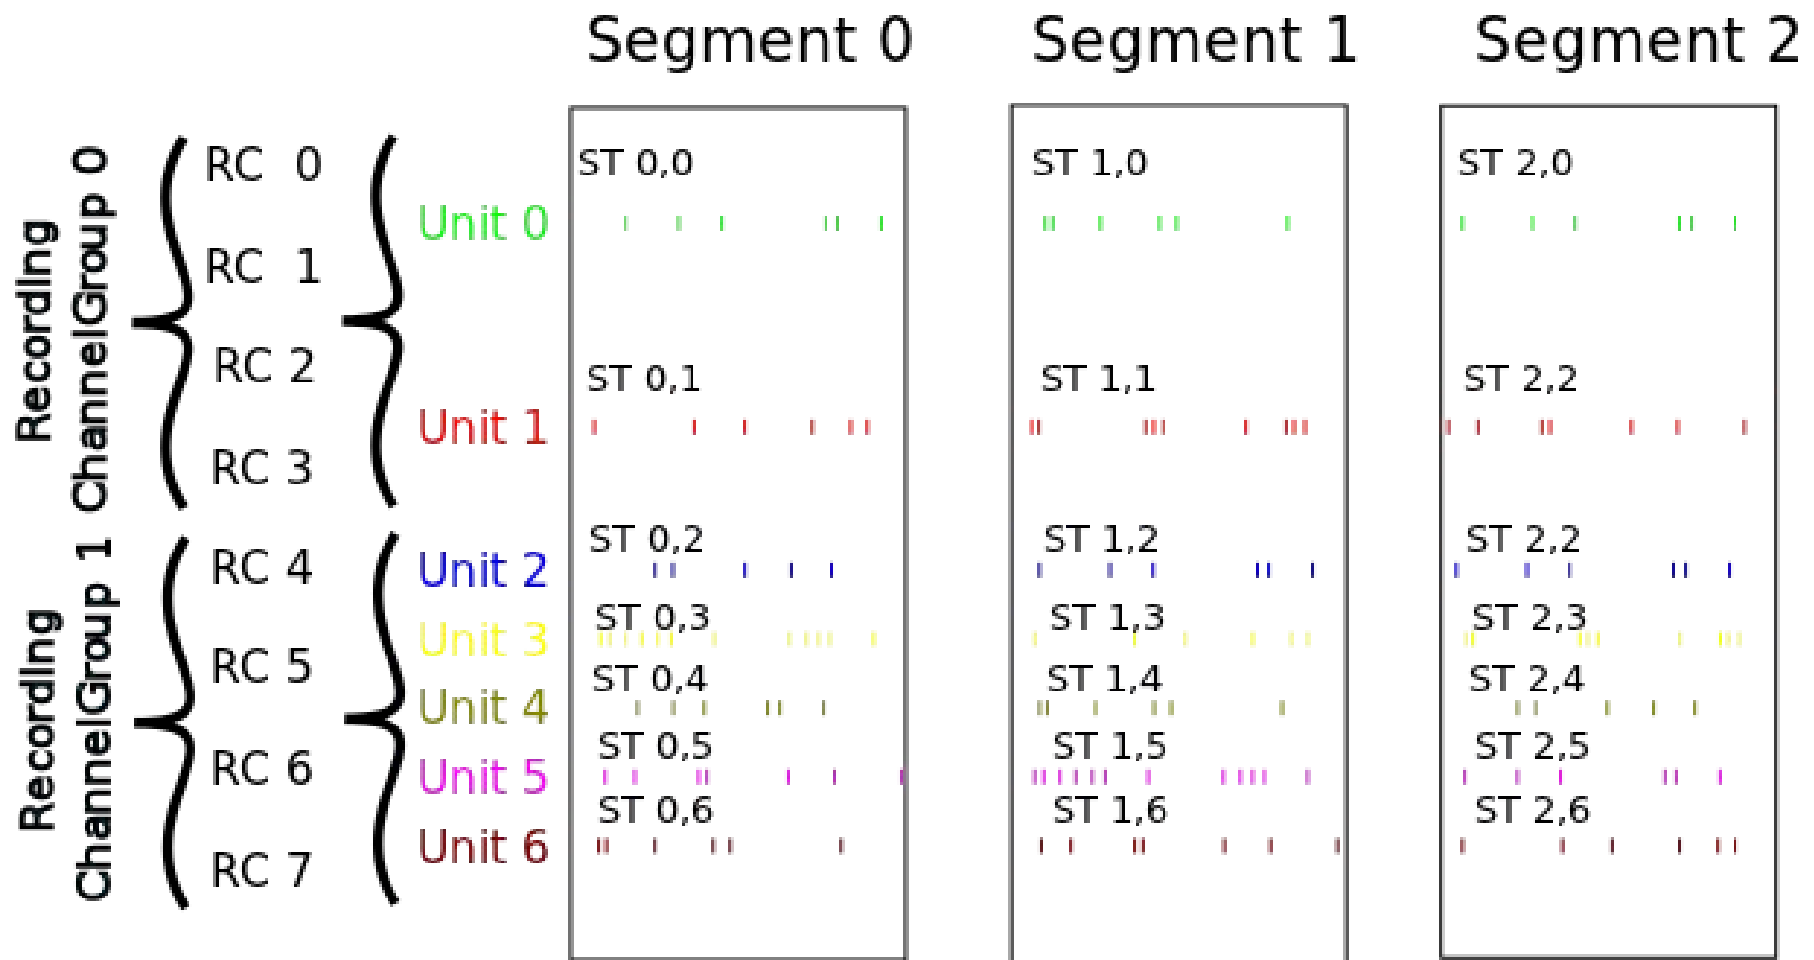 Segment 0
Segment 1
Segment 2
Recording
ChannelGroup 0
RC 0
RC 1
RC 2
RC 3
Unit 0
Unit 1
ST 0,0
ST 1,0
ST 2,0
ST 0,1
ST 1,1
ST 2,2
Recording
ChannelGroup 1
RC 4
RC 5
RC 6
RC 7
Unit 2
Unit 3
Unit 4
Unit 5
Unit 6
ST 0,2
ST 1,2
ST 2,2
ST 0,3
ST 1,3
ST 2,3
ST 0,4
ST 1,4
ST 2,4
ST 0,5
ST 1,5
ST 2,5
ST 0,6
ST 1,6
ST 2,6